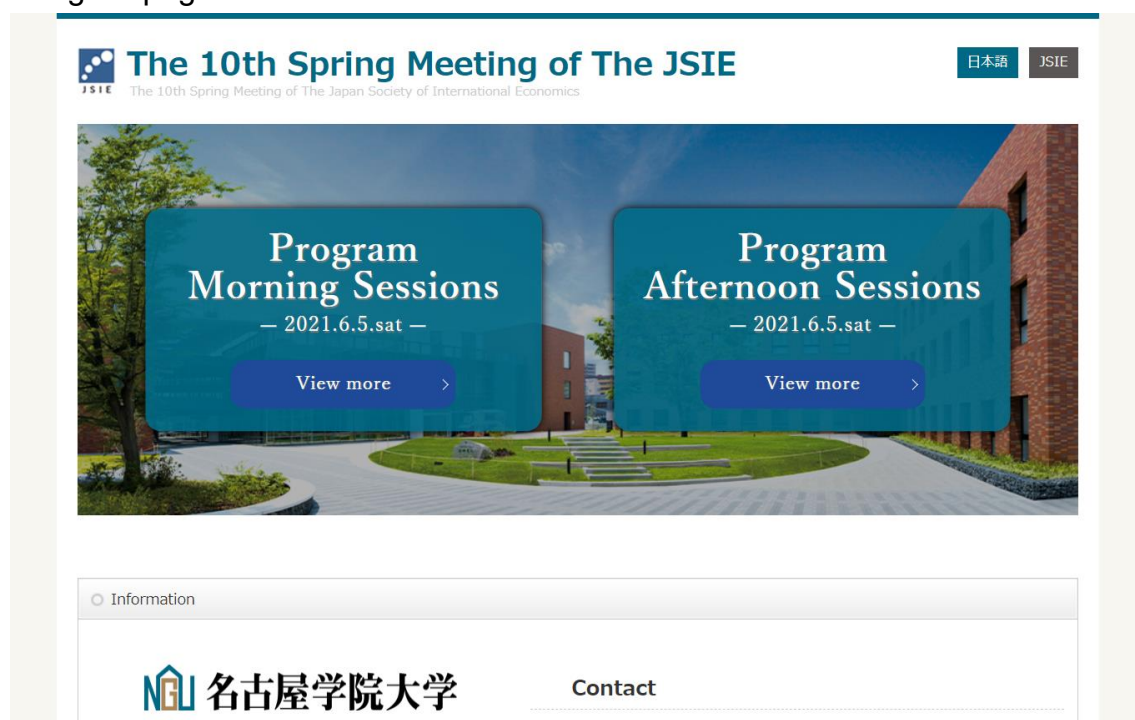 The 10th Spring Meeting of The JSIE
日本語
JSIE
JSIE
The 10th Spring Meeting of The Japan Society of International Economics
Program
Morning Sessions
— 2021.6.5.sat —
View more >
Program
Afternoon Sessions
— 2021.6.5.sat —
View more >
Information
NGU 名古屋学院大学
Contact